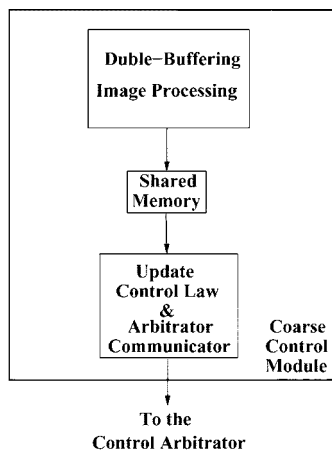 Duble-Buffering
Image Processing
Shared
Memory
Update
Control Law
&
Arbitrator
Communicator
Coarse
Control
Module
To the
Control Arbitrator